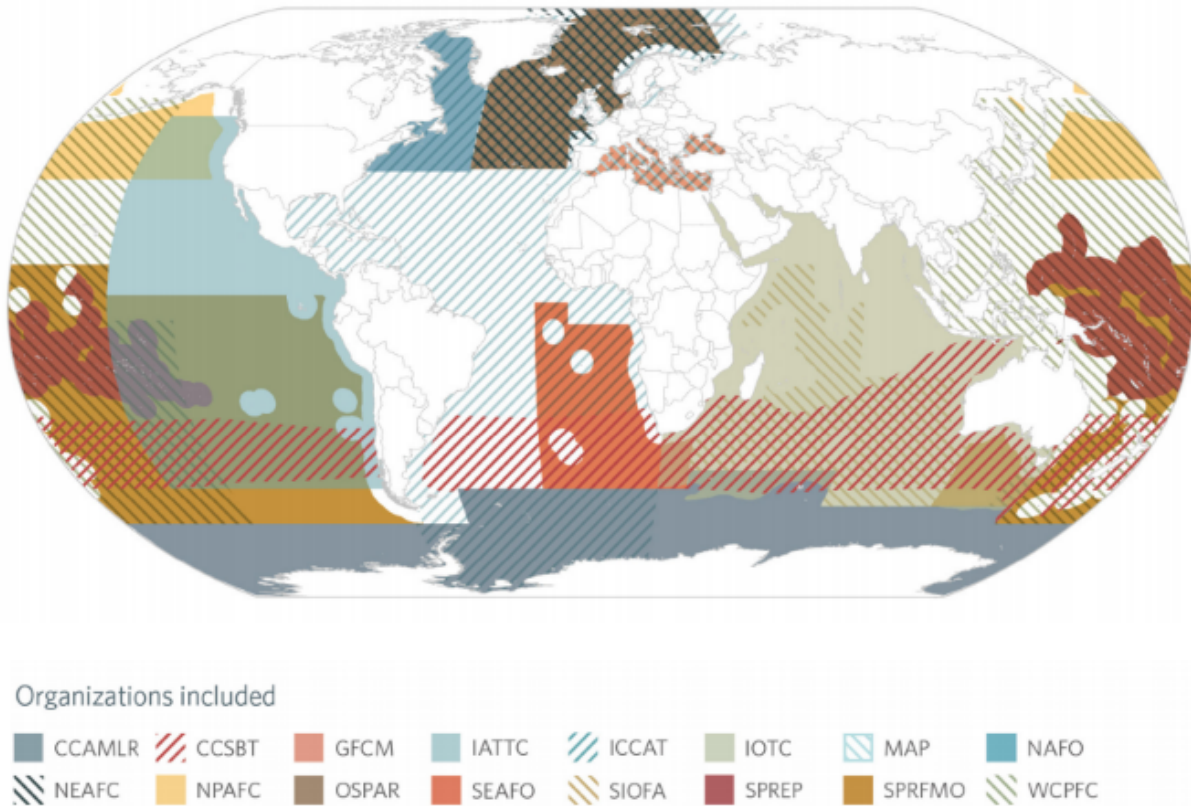 Organizations included
CCAMLR CCSBT GFCM IATTC ICCAT IOTC MAP NAFO
NEAFC NPAFC OSPAR SEAFO SIOFA SPREP SPRFMO WCPFC